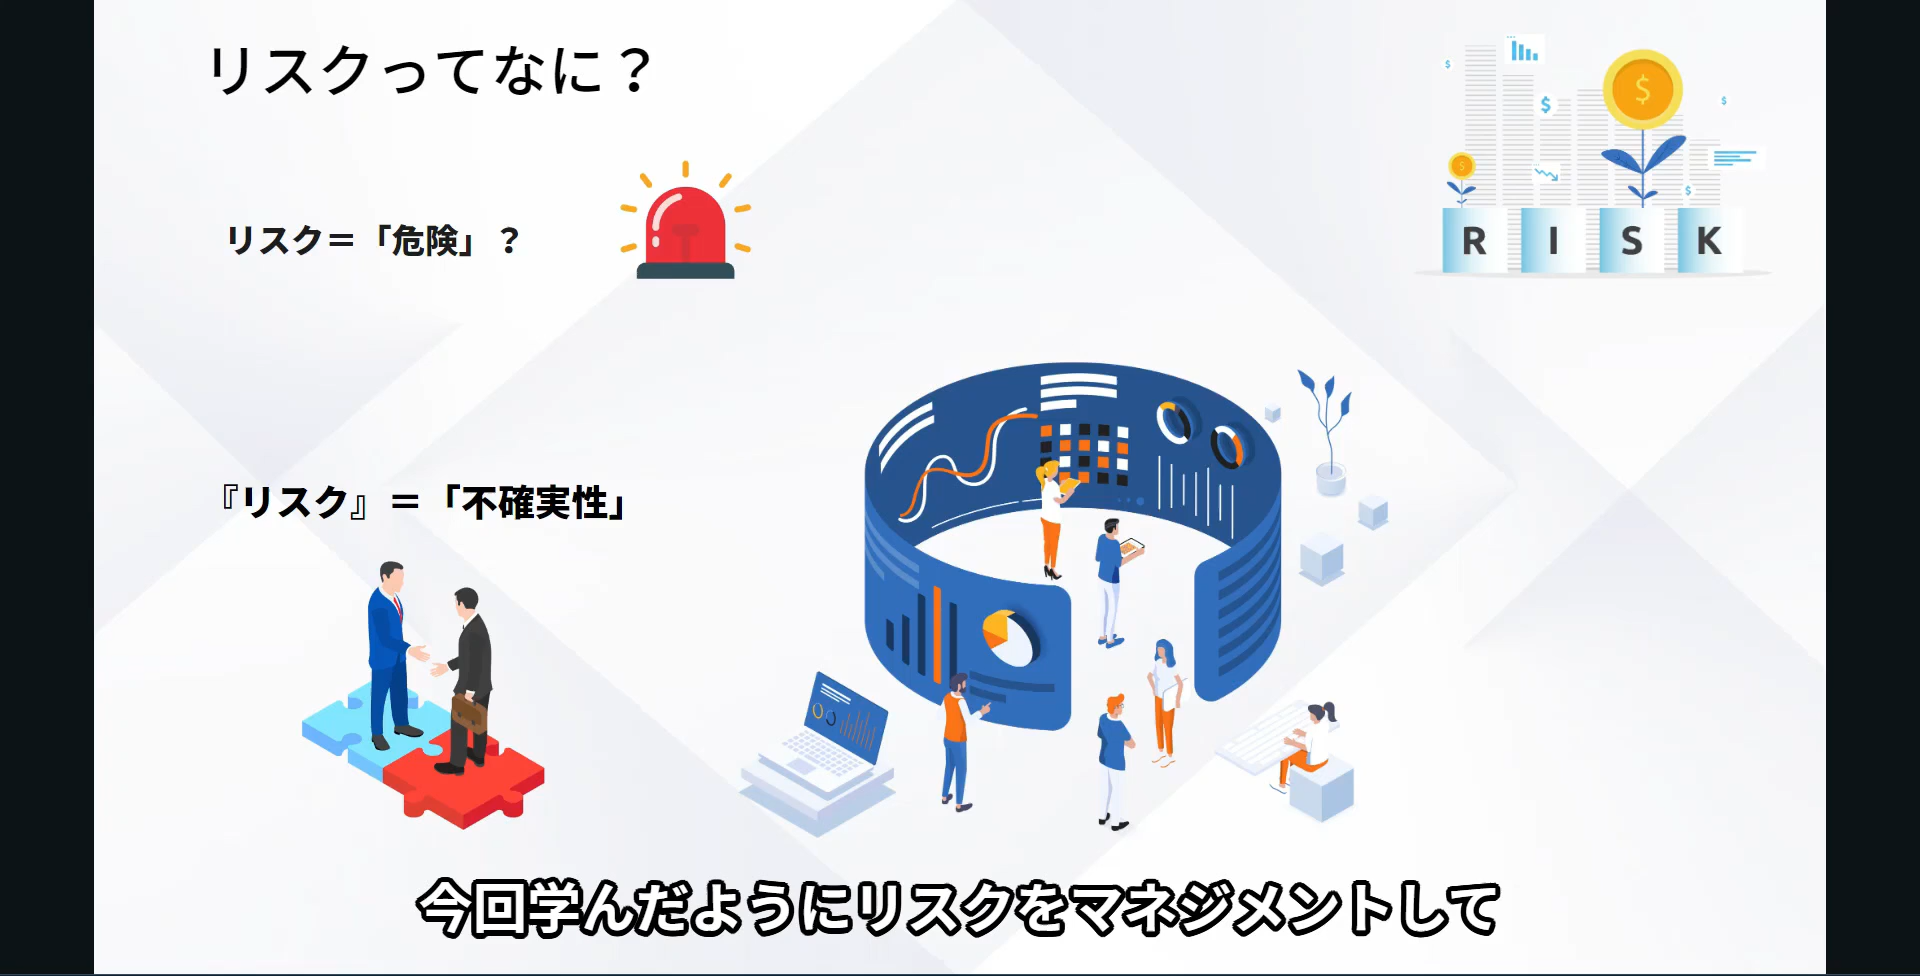 リスクってなに？
リスク＝「危険」？
R I S K
『リスク』＝「不確実性」
今回学んだようにリスクをマネジメントして